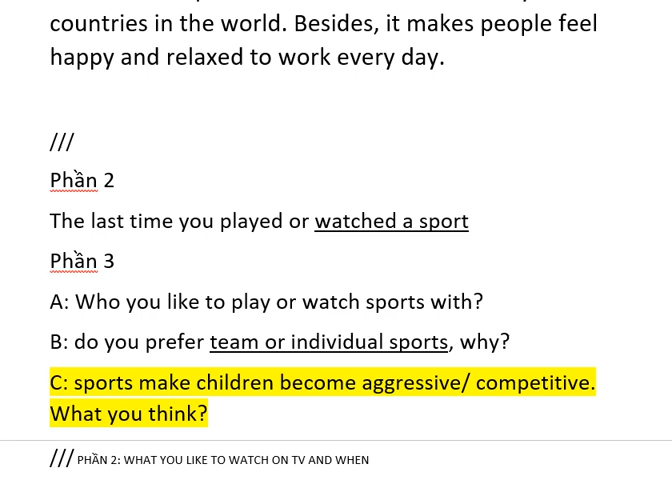 countries in the world. Besides, it makes people feel
happy and relaxed to work every day.
///
Phần 2
The last time you played or watched a sport
Phần 3
A: Who you like to play or watch sports with?
B: do you prefer team or individual sports, why?
C: sports make children become aggressive/ competitive.
What you think?
/// PHẦN 2: WHAT YOU LIKE TO WATCH ON TV AND WHEN